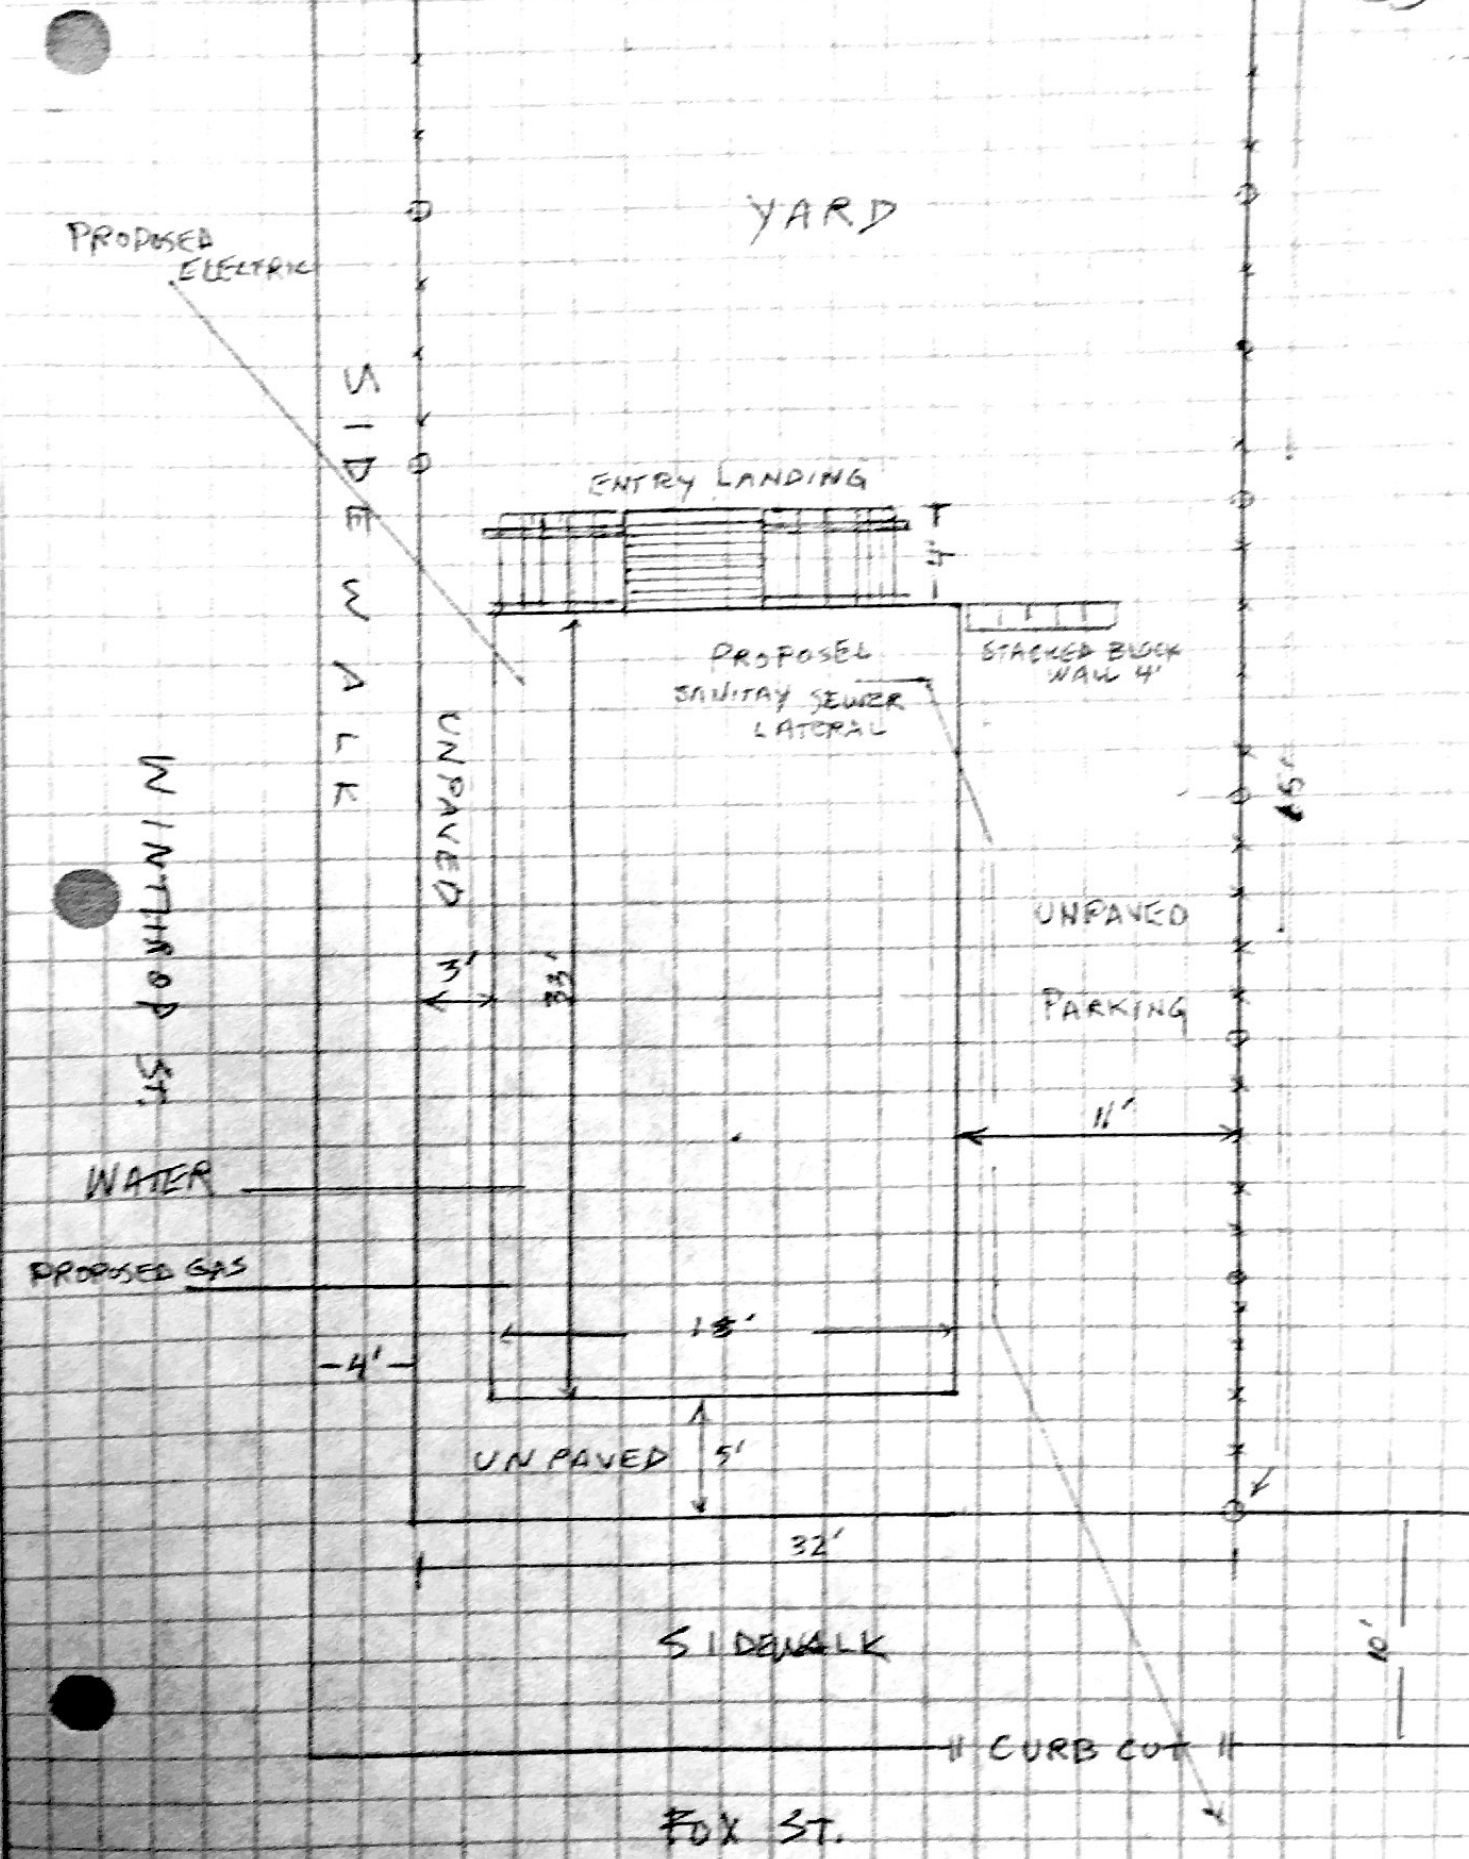 YARD
PROPOSED
ELECTRIC
SIDEWALK
ENTRY LANDING
4'
PROPOSED
SANITAY SEWER
LATERAL
STACKED BLOCK
WALL 4'
UNPAVED
WINTHROP ST.
3'
33'
UNPAVED
PARKING
11'
WATER
PROPOSED GAS
18'
-4'-
UNPAVED
5'
32'
SIDEWALK
10'
CURB CUT
FOX ST.